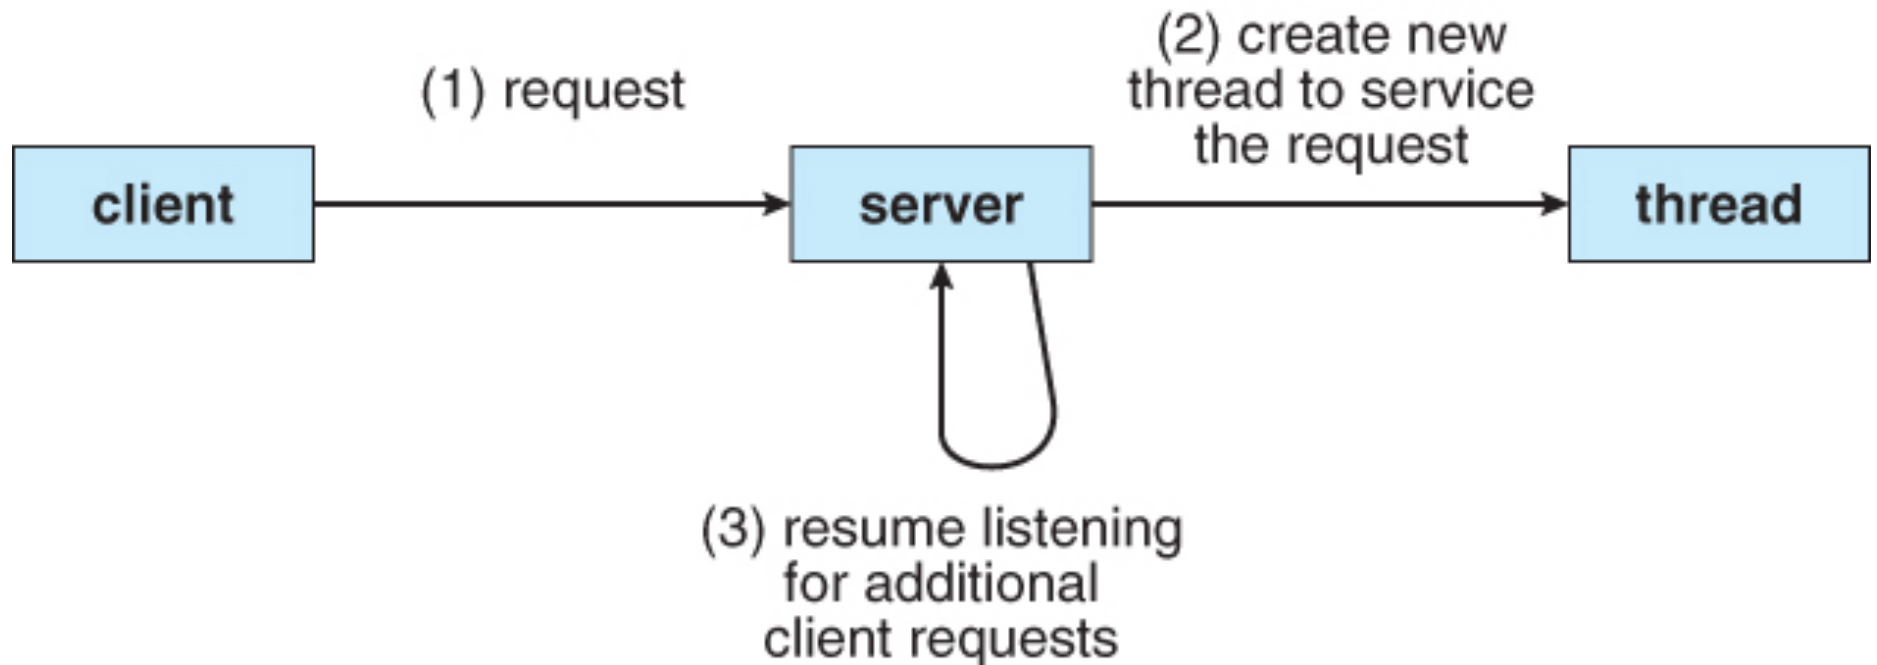 (1) request
(2) create new
thread to service
the request
client
server
thread
(3) resume listening
for additional
client requests